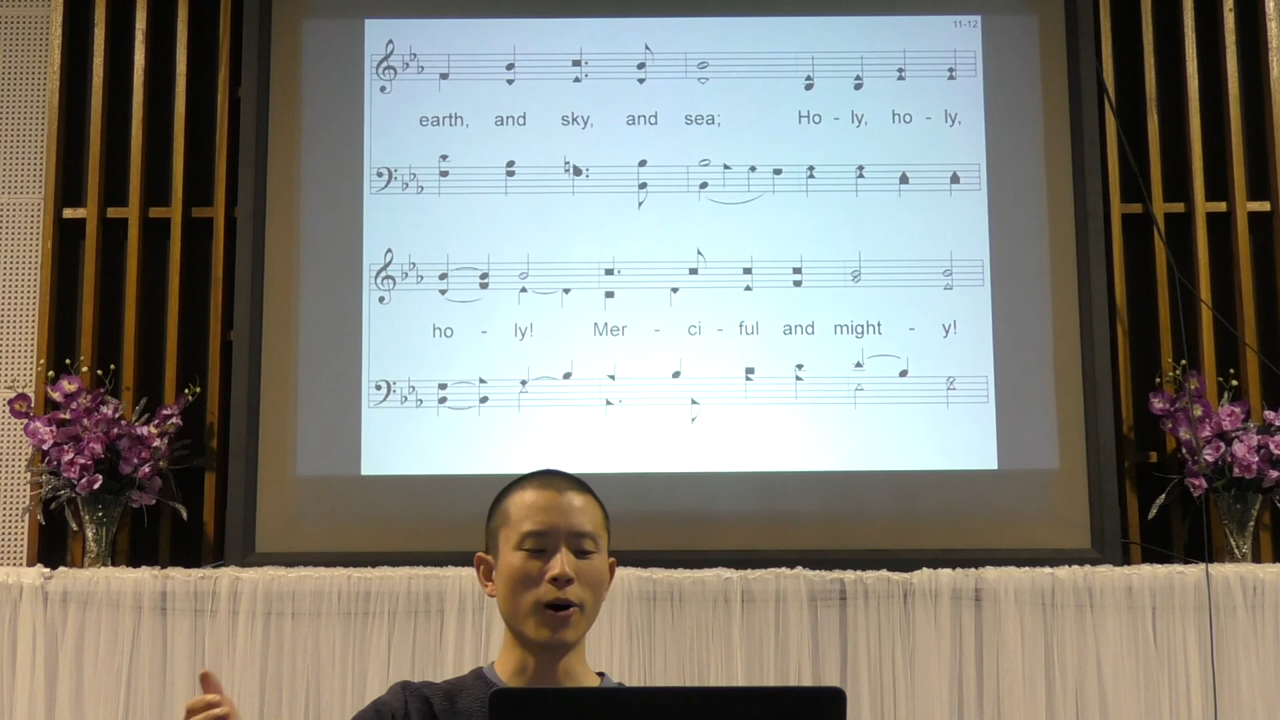 11-12
earth, and sky, and sea; Ho - ly, ho - ly,
ho - ly! Mer - ci - ful and might - y!